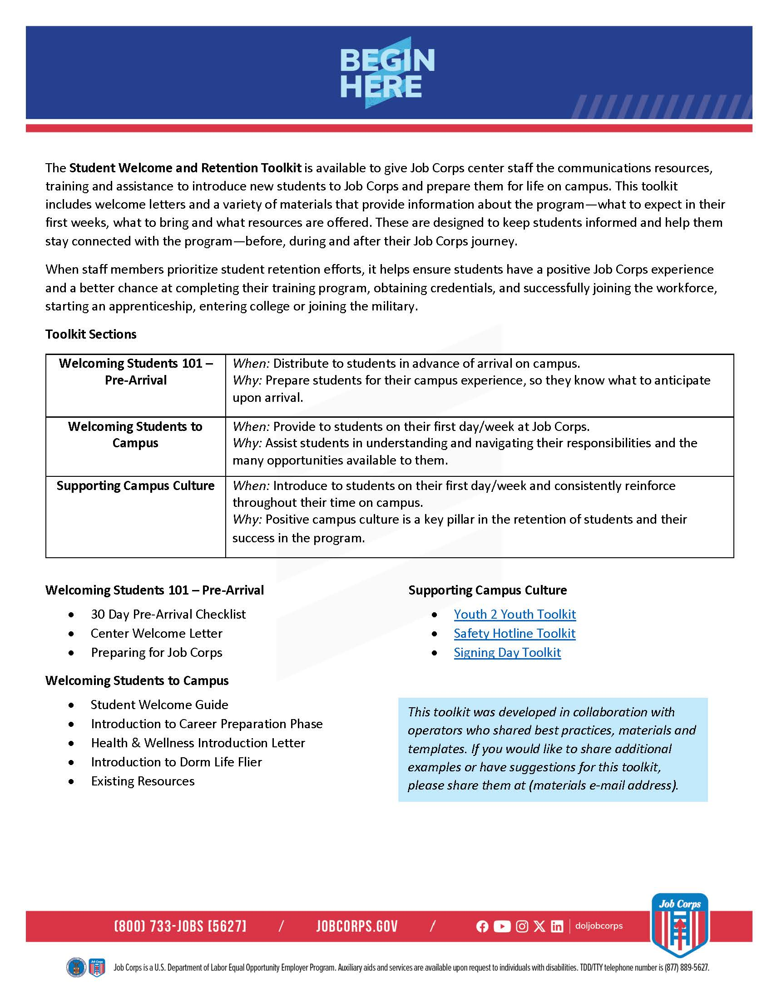 BEGIN
HERE
The Student Welcome and Retention Toolkit is available to give Job Corps center staff the communications resources,
training and assistance to introduce new students to Job Corps and prepare them for life on campus. This toolkit
includes welcome letters and a variety of materials that provide information about the program—what to expect in their
first weeks, what to bring and what resources are offered. These are designed to keep students informed and help them
stay connected with the program—before, during and after their Job Corps journey.
When staff members prioritize student retention efforts, it helps ensure students have a positive Job Corps experience
and a better chance at completing their training program, obtaining credentials, and successfully joining the workforce,
starting an apprenticeship, entering college or joining the military.
Toolkit Sections
Welcoming Students 101 –
Pre-Arrival
When: Distribute to students in advance of arrival on campus.
Why: Prepare students for their campus experience, so they know what to anticipate
upon arrival.
Welcoming Students to
Campus
When: Provide to students on their first day/week at Job Corps.
Why: Assist students in understanding and navigating their responsibilities and the
many opportunities available to them.
Supporting Campus Culture
When: Introduce to students on their first day/week and consistently reinforce
throughout their time on campus.
Why: Positive campus culture is a key pillar in the retention of students and their
success in the program.
Welcoming Students 101 – Pre-Arrival
• 30 Day Pre-Arrival Checklist
• Center Welcome Letter
• Preparing for Job Corps
Welcoming Students to Campus
• Student Welcome Guide
• Introduction to Career Preparation Phase
• Health & Wellness Introduction Letter
• Introduction to Dorm Life Flier
• Existing Resources
Supporting Campus Culture
• Youth 2 Youth Toolkit
• Safety Hotline Toolkit
• Signing Day Toolkit
This toolkit was developed in collaboration with
operators who shared best practices, materials and
templates. If you would like to share additional
examples or have suggestions for this toolkit,
please share them at (materials e-mail address).
(800) 733-JOBS [5627] / JOBCORPS.GOV / doljobcorps
Job Corps
Job Corps
Job Corps is a U.S. Department of Labor Equal Opportunity Employer Program. Auxiliary aids and services are available upon request to individuals with disabilities. TDD/TTY telephone number is (877) 889-5627.